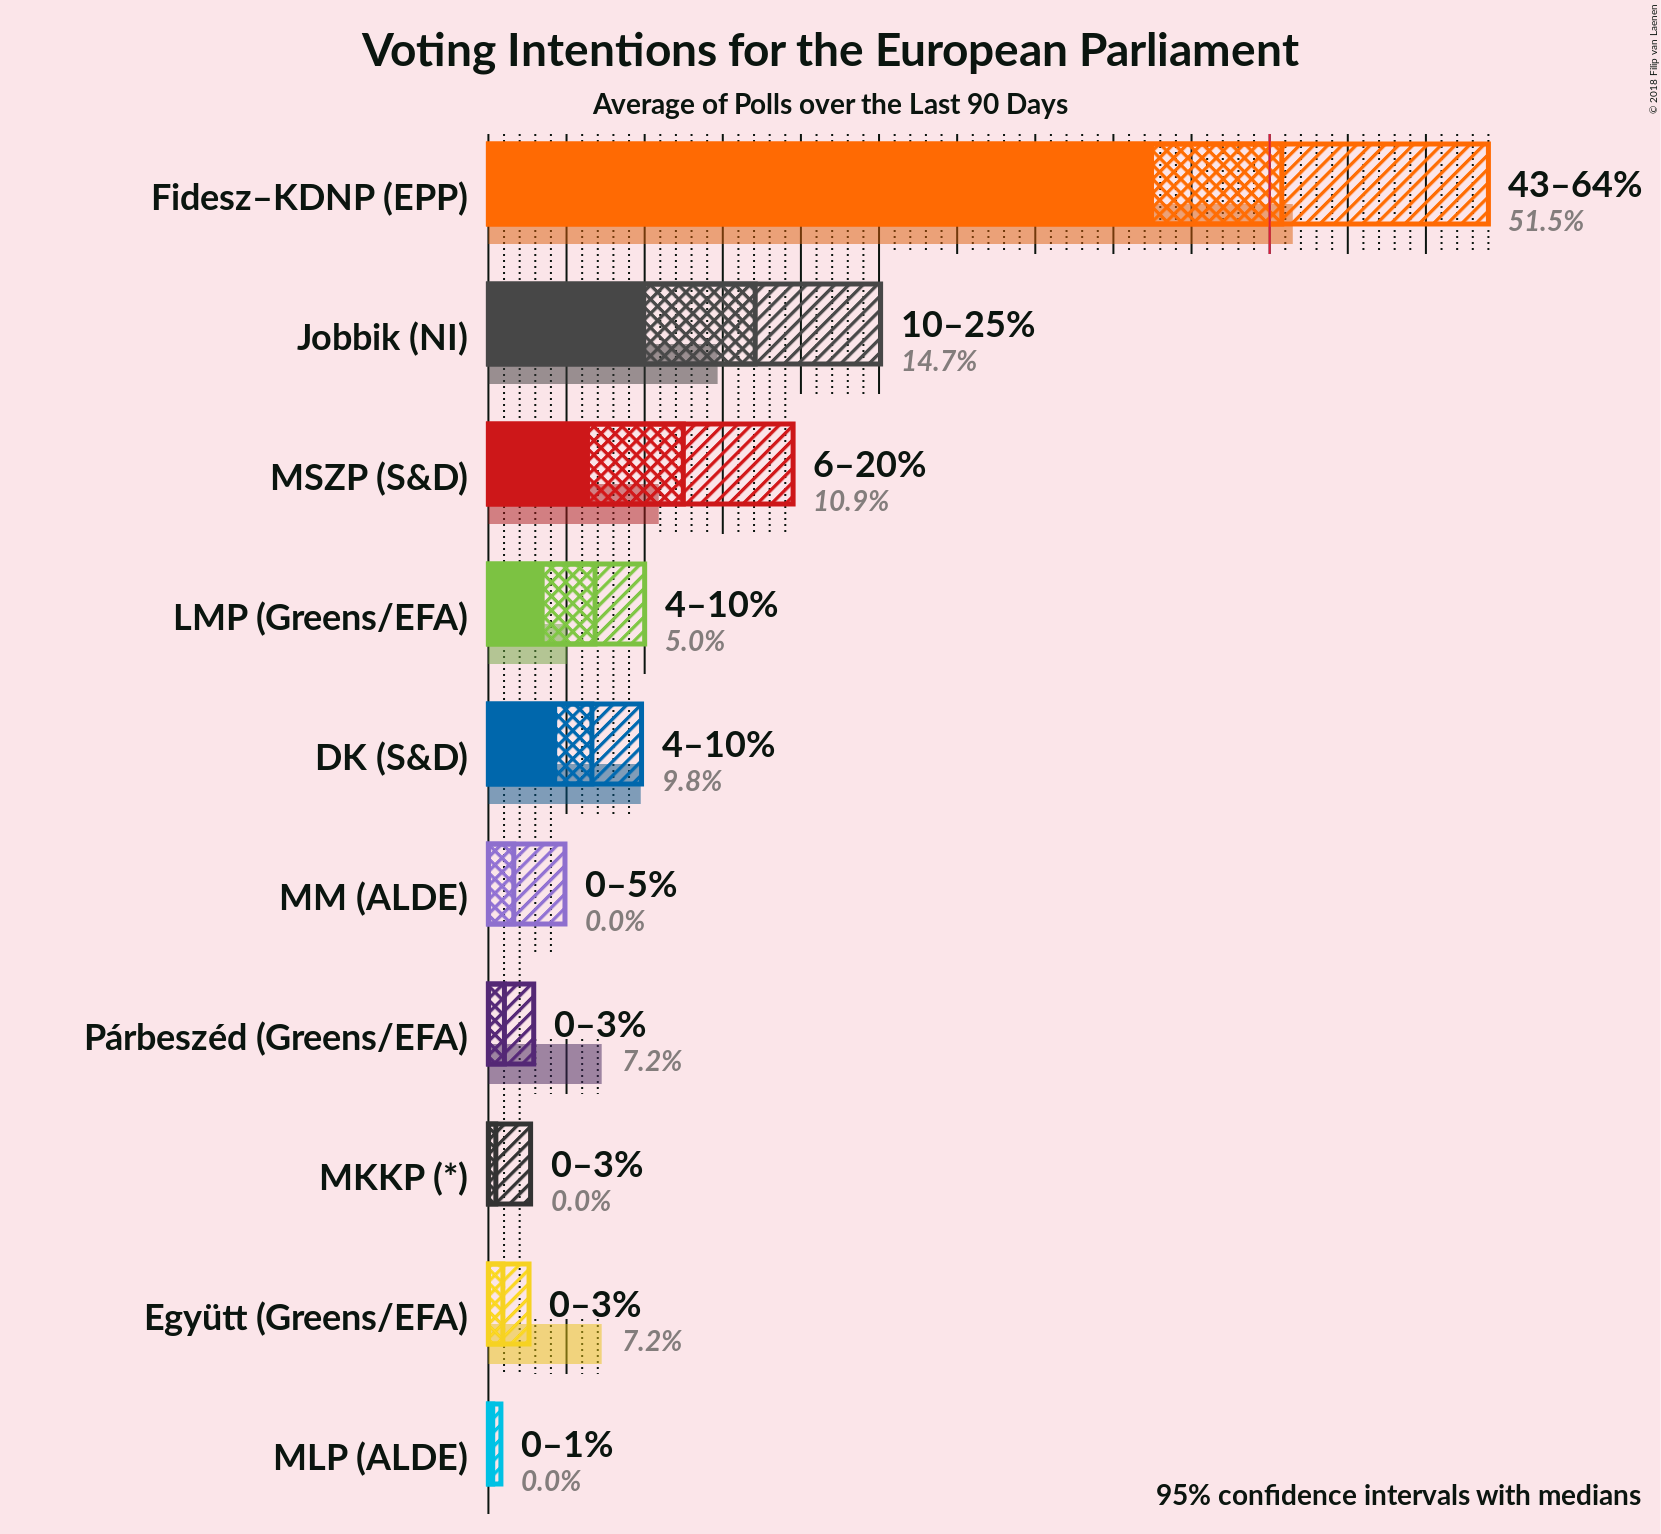 Voting Intentions for the European Parliament
Average of Polls over the Last 90 Days
© 2018 Filip van Laenen
Fidesz–KDNP (EPP)
43–64%
51.5%
Jobbik (NI)
10–25%
14.7%
MSZP (S&D)
6–20%
10.9%
LMP (Greens/EFA)
4–10%
5.0%
DK (S&D)
4–10%
9.8%
MM (ALDE)
0–5%
0.0%
Párbeszéd (Greens/EFA)
0–3%
7.2%
MKKP (*)
0–3%
0.0%
Együtt (Greens/EFA)
0–3%
7.2%
MLP (ALDE)
0–1%
0.0%
95% confidence intervals with medians